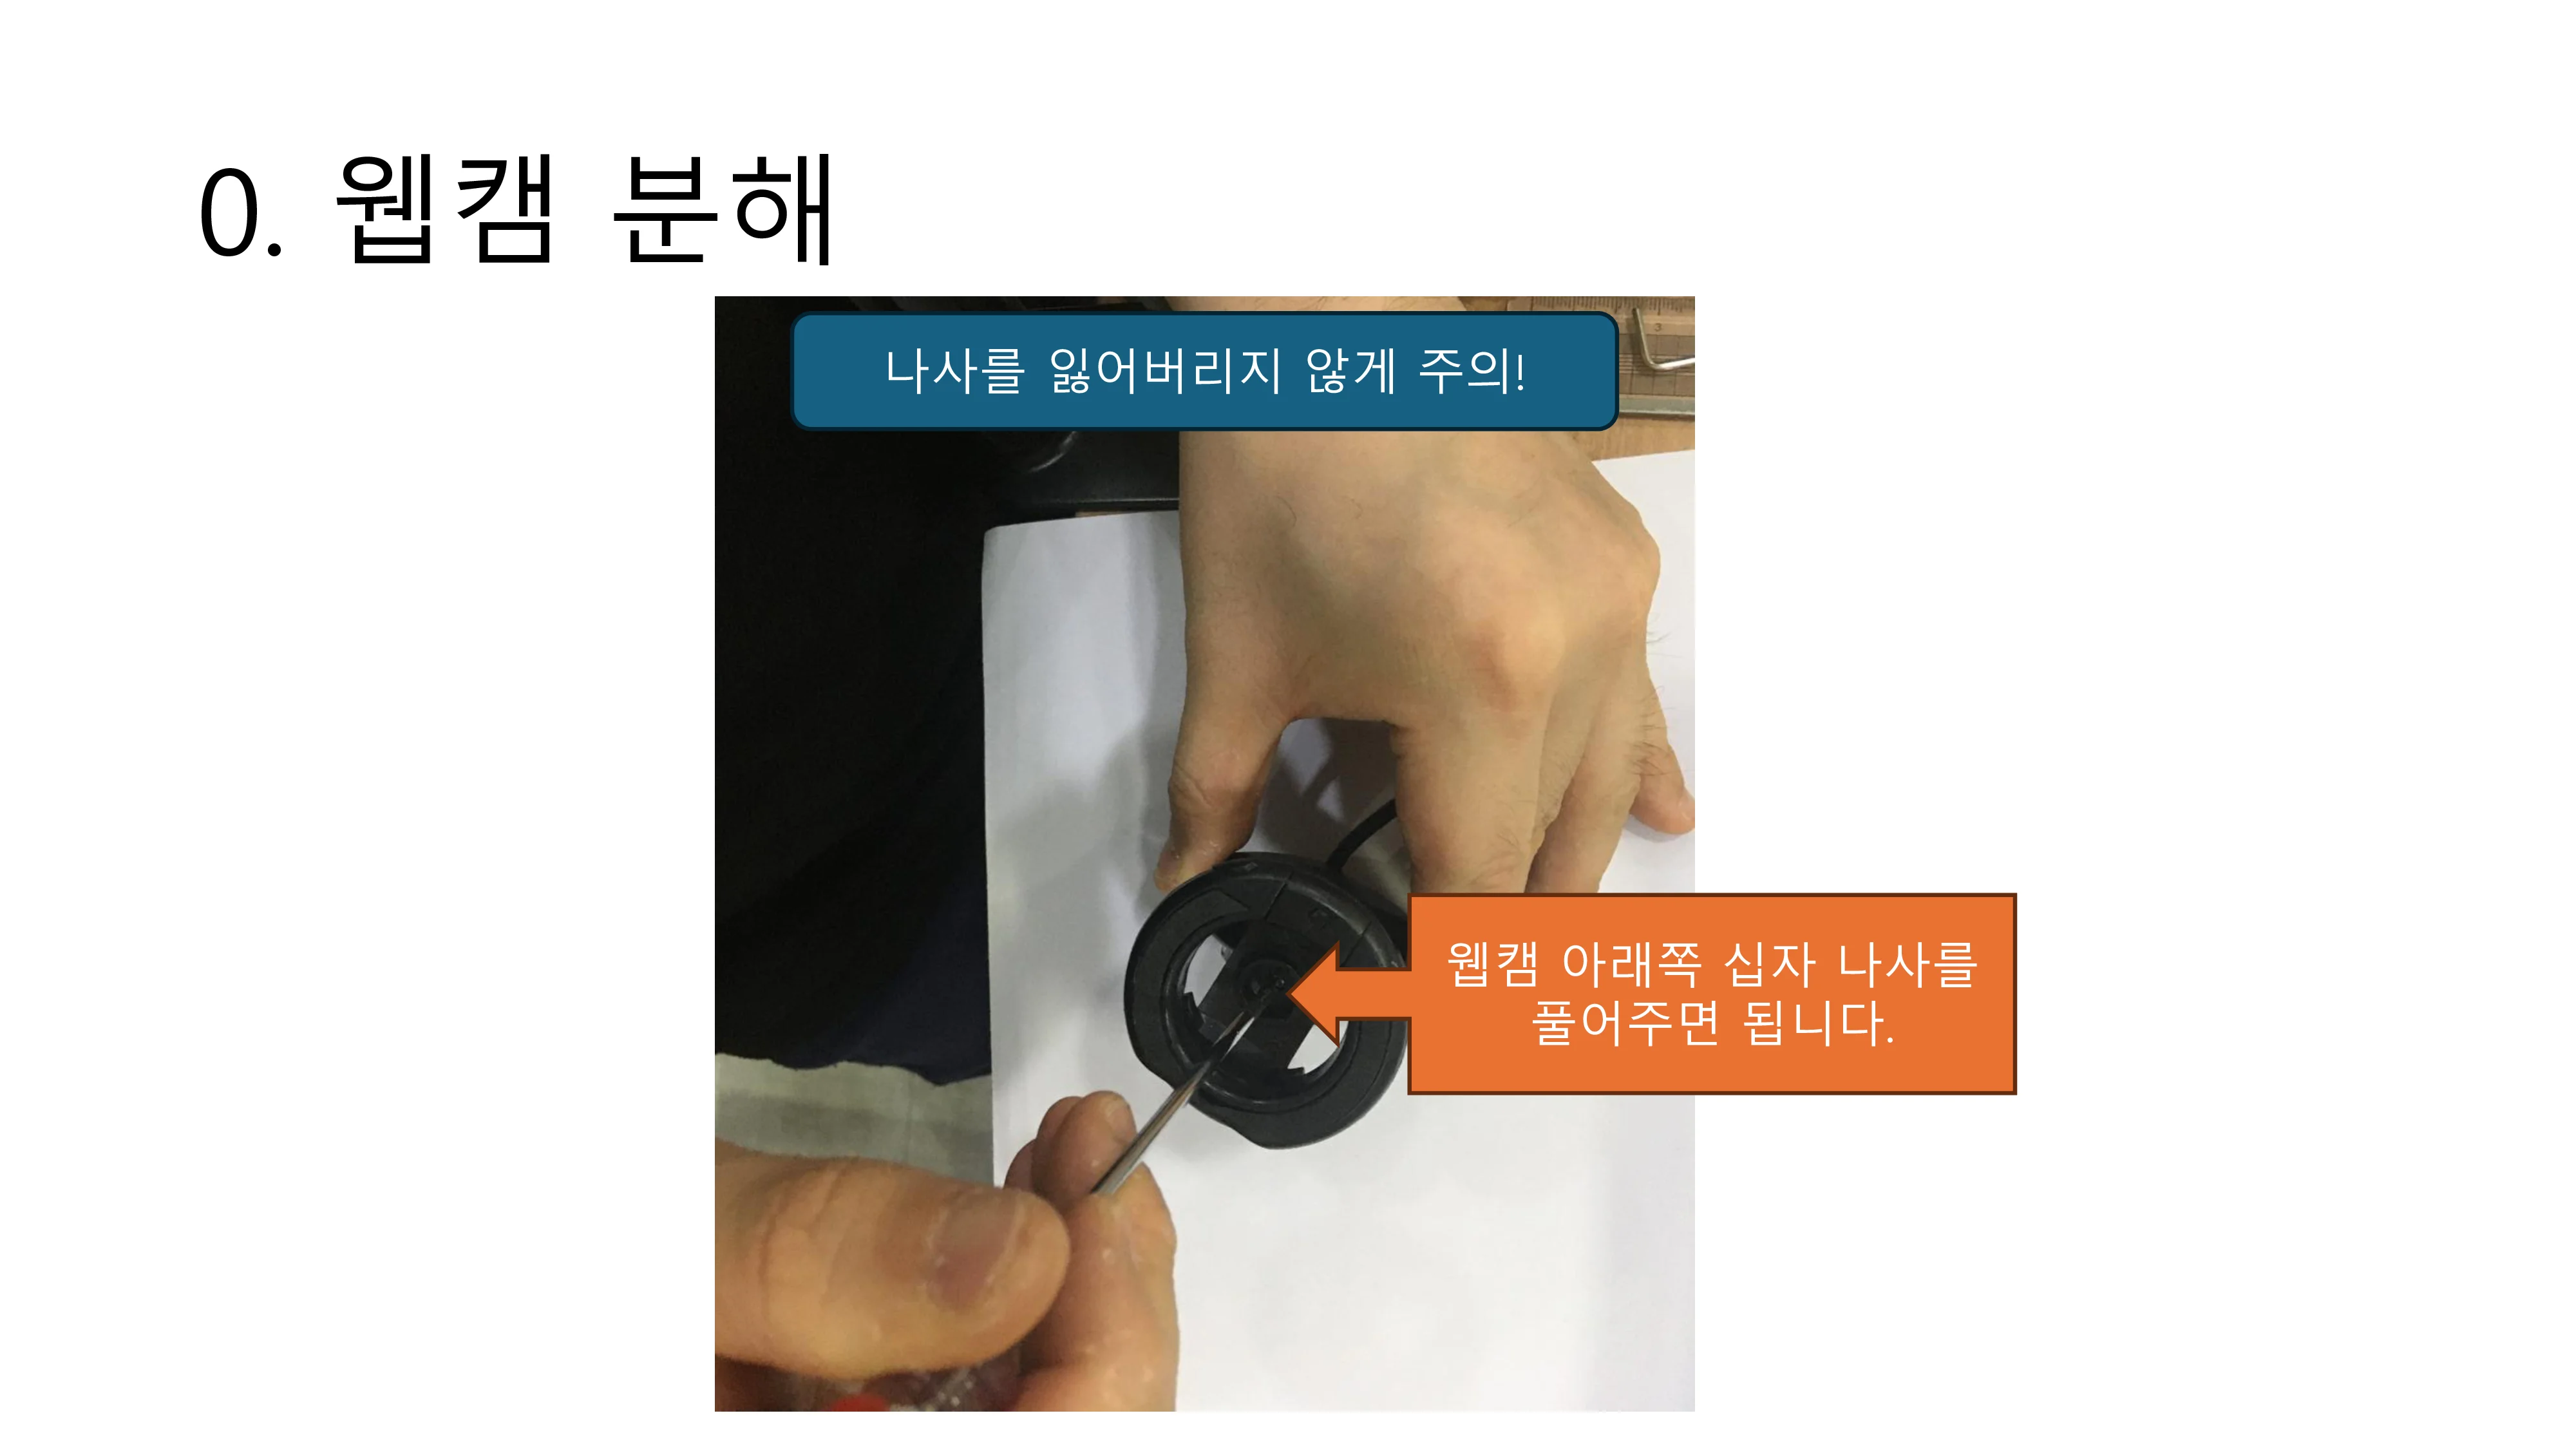 0. 웹캠 분해
나사를 잃어버리지 않게 주의!
3
웹캠 아래쪽 십자 나사를
풀어주면 됩니다.